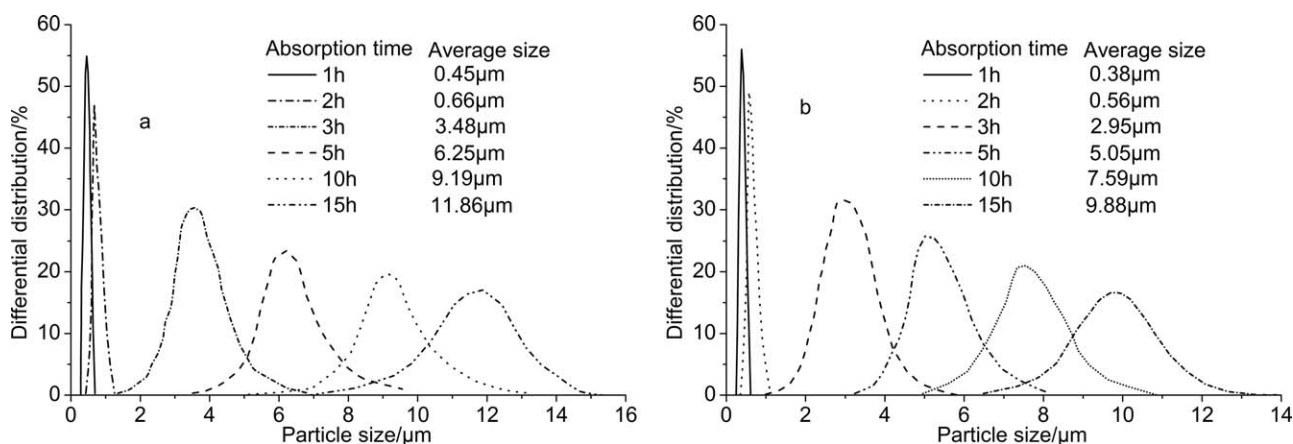 60
50
40
30
20
10
0
Differential distribution/%
Absorption time Average size
1h 0.45µm
2h 0.66µm
3h 3.48µm
5h 6.25µm
10h 9.19µm
15h 11.86µm
a
0 2 4 6 8 10 12 14 16
Particle size/µm
60
50
40
30
20
10
0
Differential distribution/%
Absorption time Average size
1h 0.38µm
2h 0.56µm
3h 2.95µm
5h 5.05µm
10h 7.59µm
15h 9.88µm
b
0 2 4 6 8 10 12 14
Particle size/µm